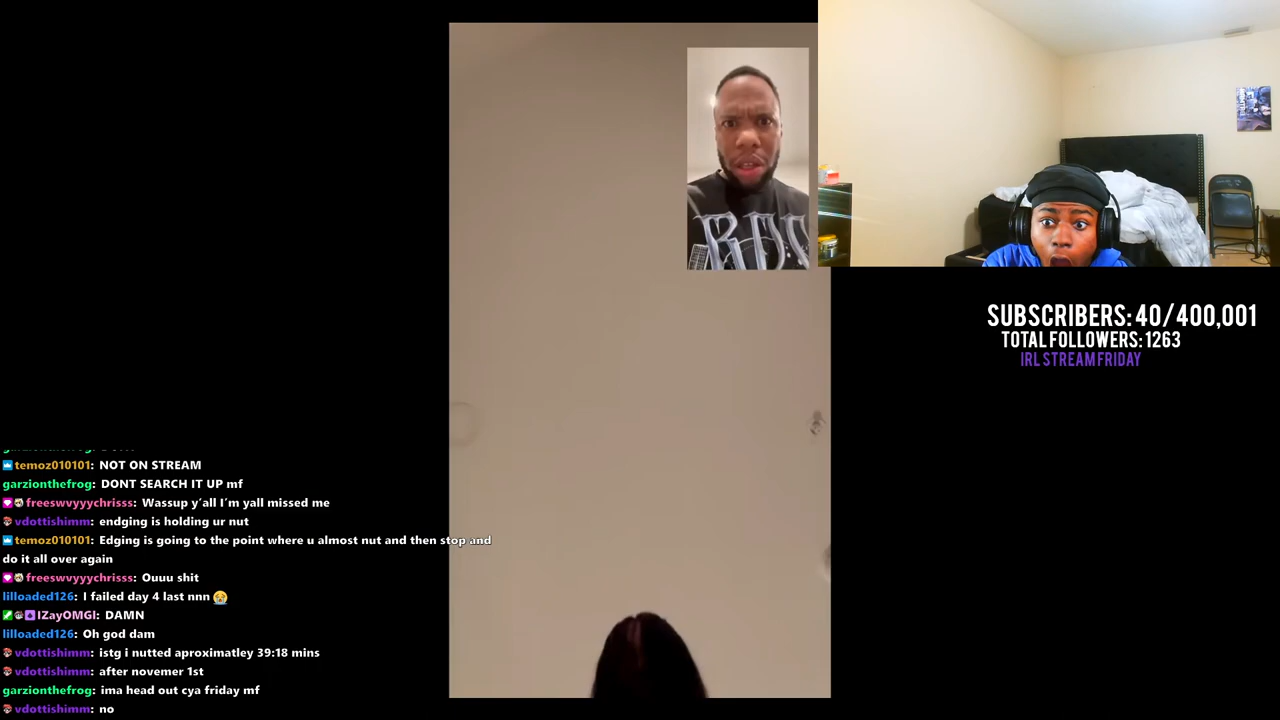 temoz010101: NOT ON STREAM
garzionthefrog: DONT SEARCH IT UP mf
freeswvyyychrisss: Wassup y'all I'm yall missed me
vdottishimm: endging is holding ur nut
temoz010101: Edging is going to the point where u almost nut and then stop and
do it all over again
freeswvyyychrisss: Ouuu shit
lilloaded126: I failed day 4 last nnn 😭
IZayOMGI: DAMN
lilloaded126: Oh god dam
vdottishimm: istg i nutted aproximatley 39:18 mins
vdottishimm: after novemer 1st
garzionthefrog: ima head out cya friday mf
vdottishimm: no
SUBSCRIBERS: 40/400,001
TOTAL FOLLOWERS: 1263
IRL STREAM FRIDAY